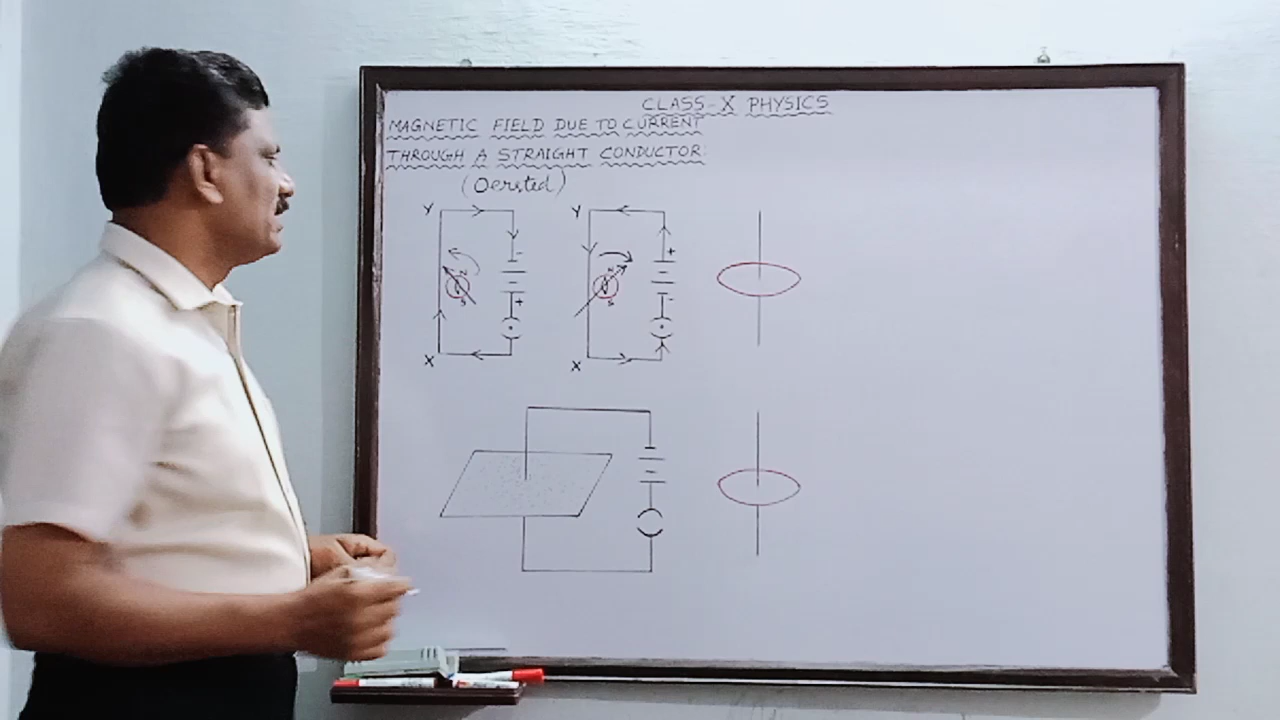 CLASS-X PHYSICS
MAGNETIC FIELD DUE TO CURRENT
THROUGH A STRAIGHT CONDUCTOR:
(Oersted)
Y
Y
-
+
N
N
S
+
S
-
X
X